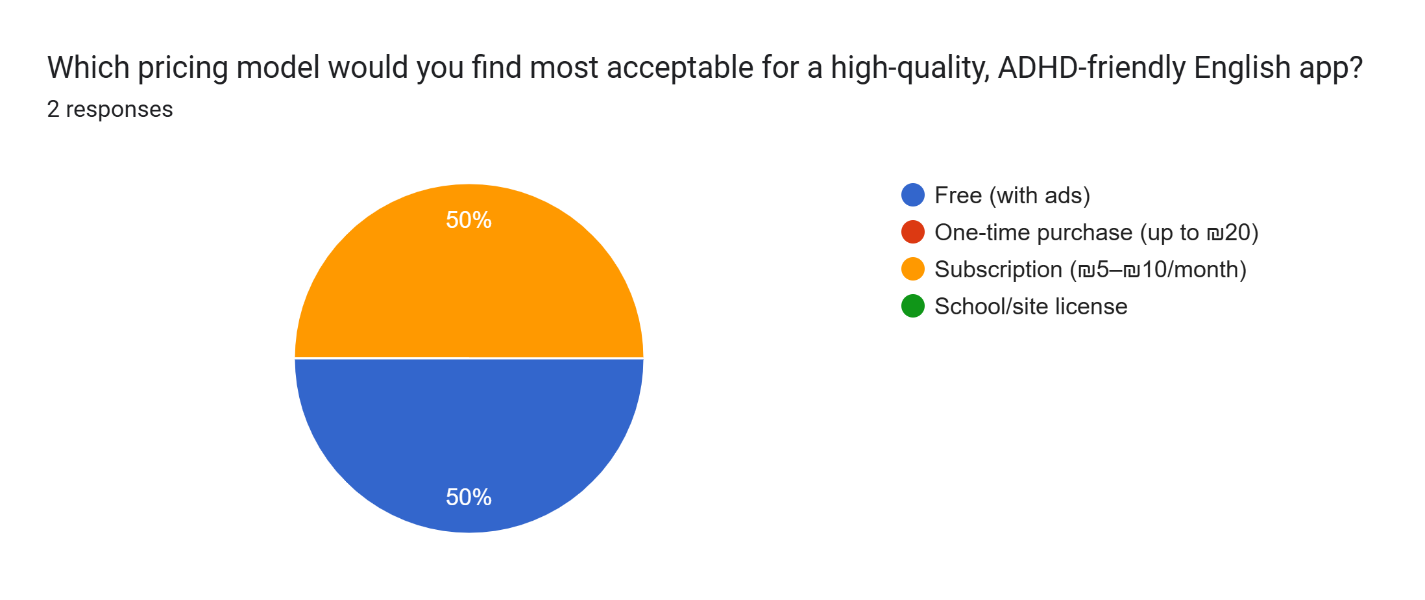 Which pricing model would you find most acceptable for a high-quality, ADHD-friendly English app?
2 responses
50%
50%
Free (with ads)
One-time purchase (up to ₪20)
Subscription (₪5–₪10/month)
School/site license